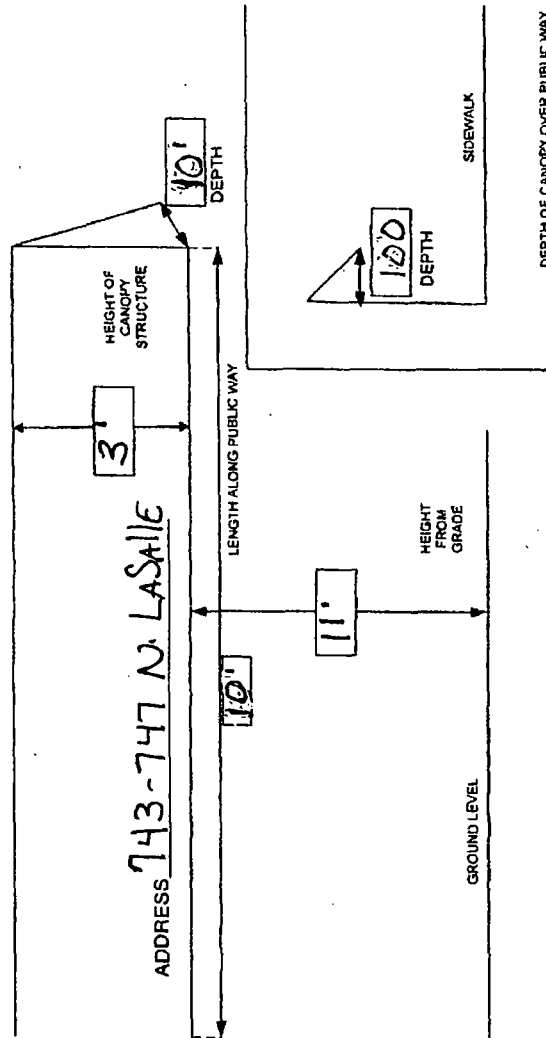 ADDRESS 743-747 N. LASAllE
3'
HEIGHT OF
CANOPY
STRUCTURE
10'
DEPTH
LENGTH ALONG PUBLIC WAY
10'
11'
HEIGHT
FROM
GRADE
GROUND LEVEL
100
DEPTH
SIDEWALK
DEPTH OF CANOPY OVER PUBLIC WAY